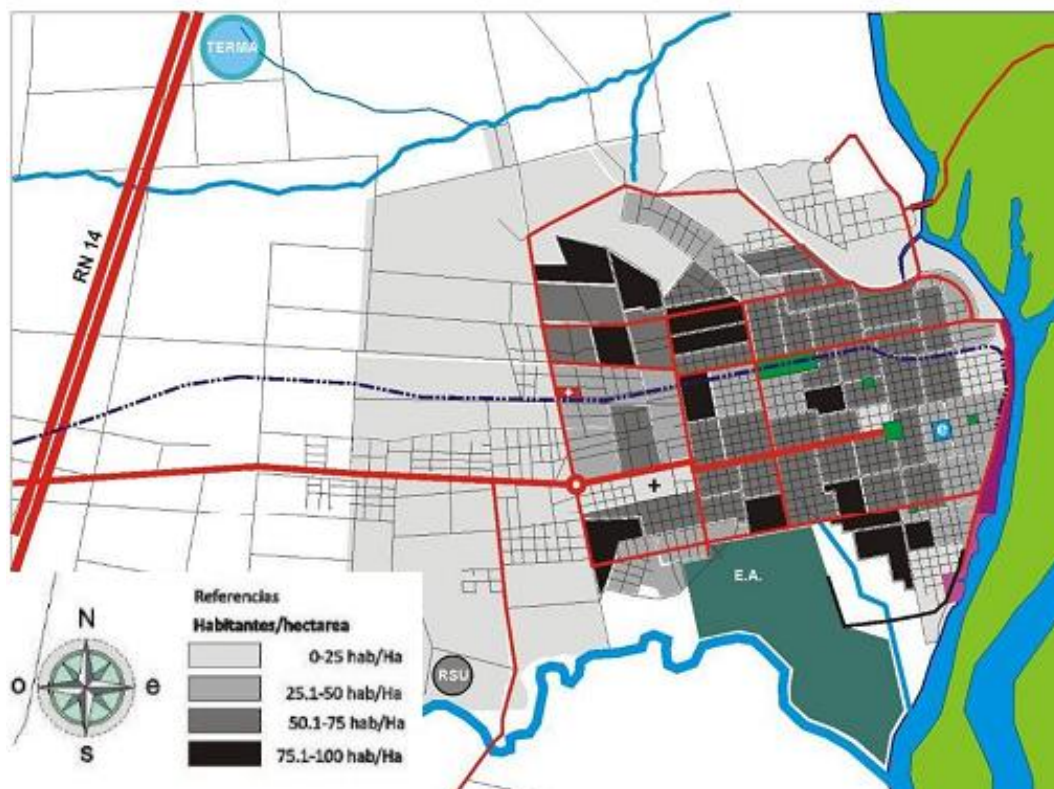 TERMA
RN 14
E.A.
e
RSU
Referencias
Habitantes/hectarea
0-25 hab/Ha
25.1-50 hab/Ha
50.1-75 hab/Ha
75.1-100 hab/Ha
N
o
e
s